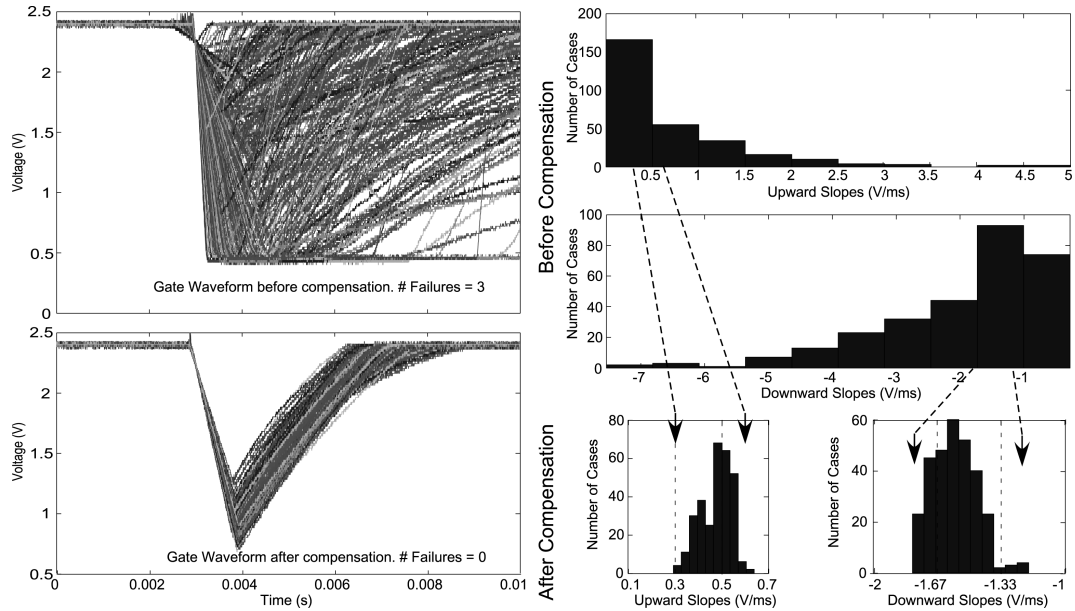 2.5
2
1.5
1
0.5
0
Voltage (V)
Gate Waveform before compensation. # Failures = 3
2.5
2
1.5
1
0.5
Voltage (V)
Gate Waveform after compensation. # Failures = 0
0 0.002 0.004 0.006 0.008 0.01
Time (s)
Before Compensation
200
150
100
50
0
Number of Cases
0.5 1 1.5 2 2.5 3 3.5 4 4.5 5
Upward Slopes (V/ms)
100
80
60
40
20
0
Number of Cases
-7 -6 -5 -4 -3 -2 -1
Downward Slopes (V/ms)
After Compensation
80
60
40
20
0
Number of Cases
0.1 0.3 0.5 0.7
Upward Slopes (V/ms)
60
40
20
0
Number of Cases
-2 -1.67 -1.33 -1
Downward Slopes (V/ms)